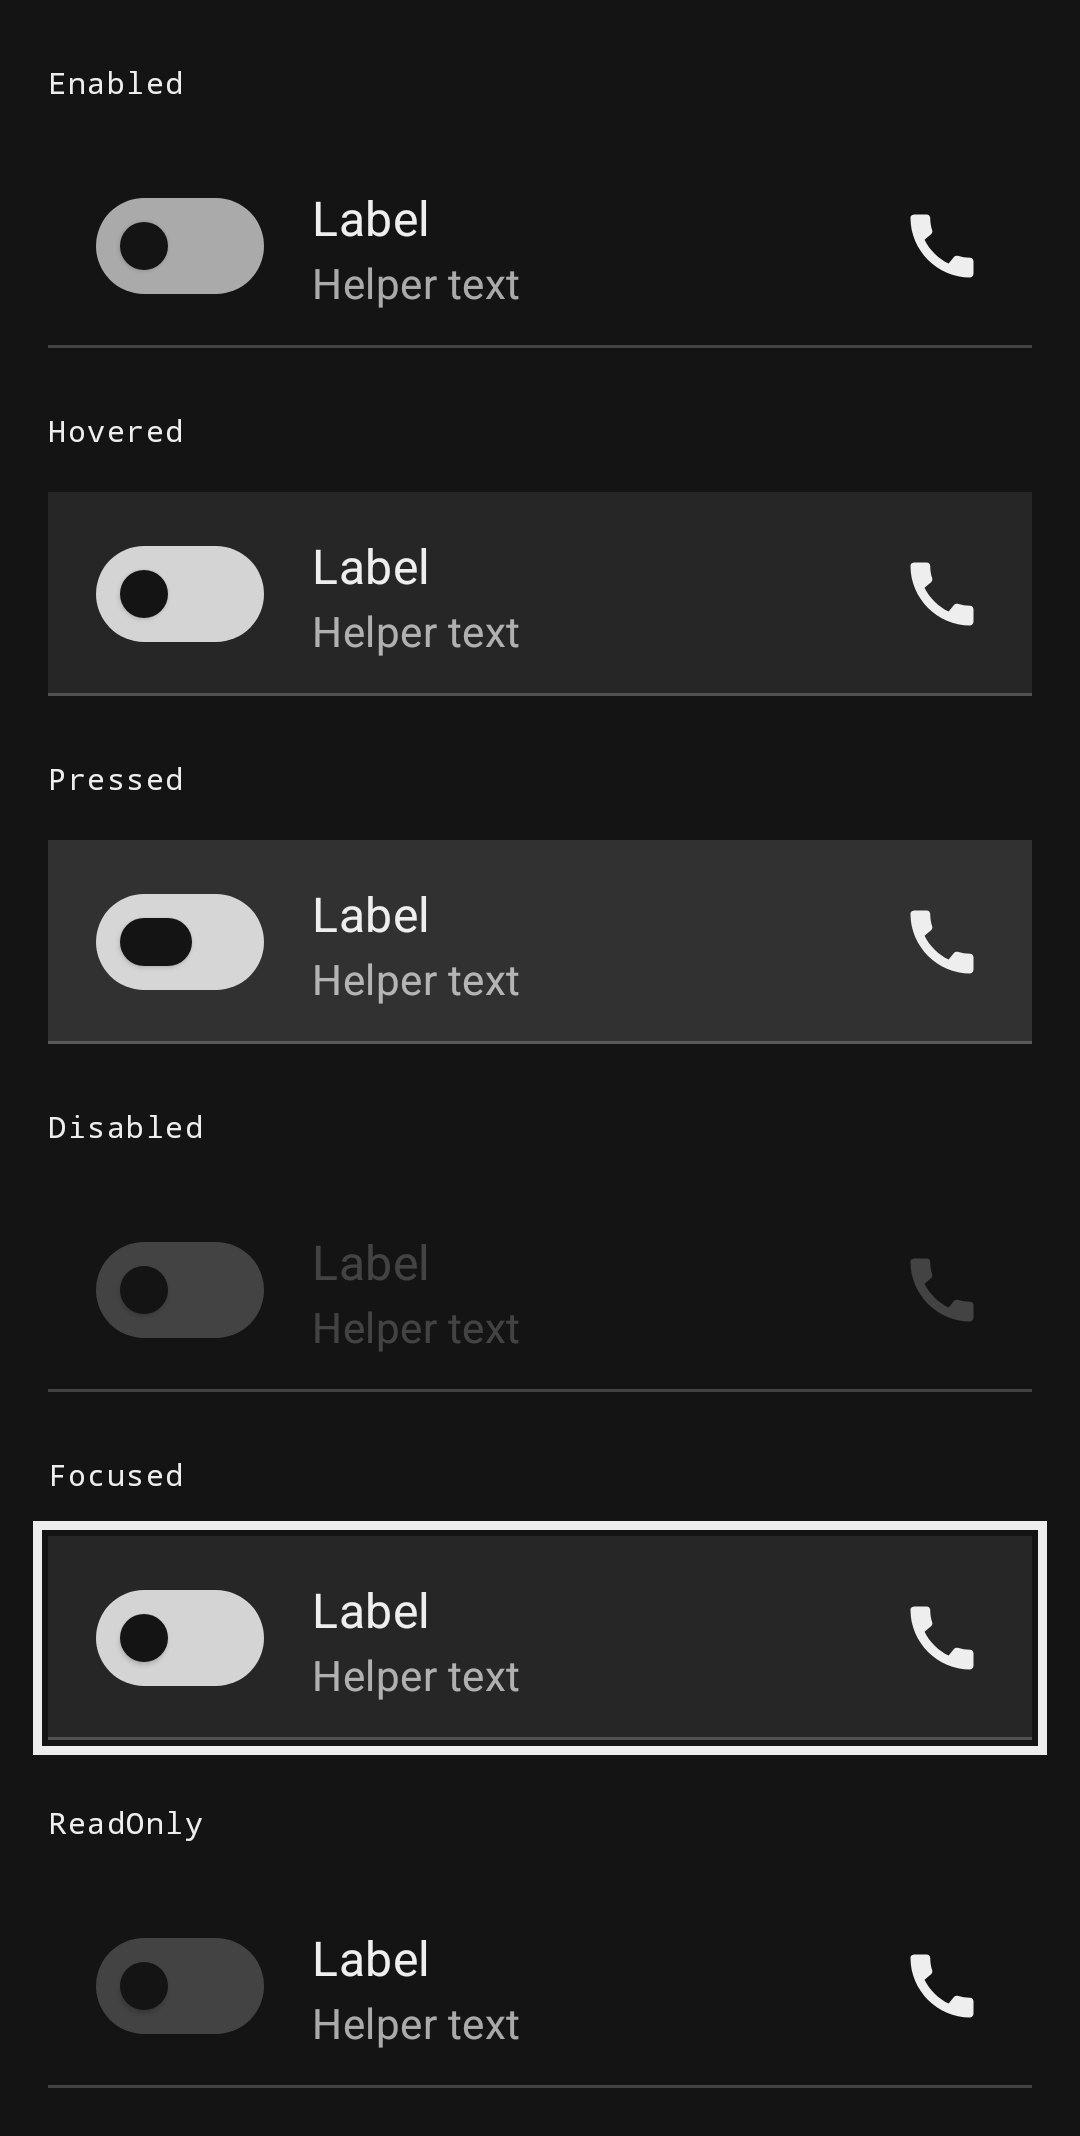 Enabled
Label
Helper text
Hovered
Label
Helper text
Pressed
Label
Helper text
Disabled
Label
Helper text
Focused
Label
Helper text
ReadOnly
Label
Helper text